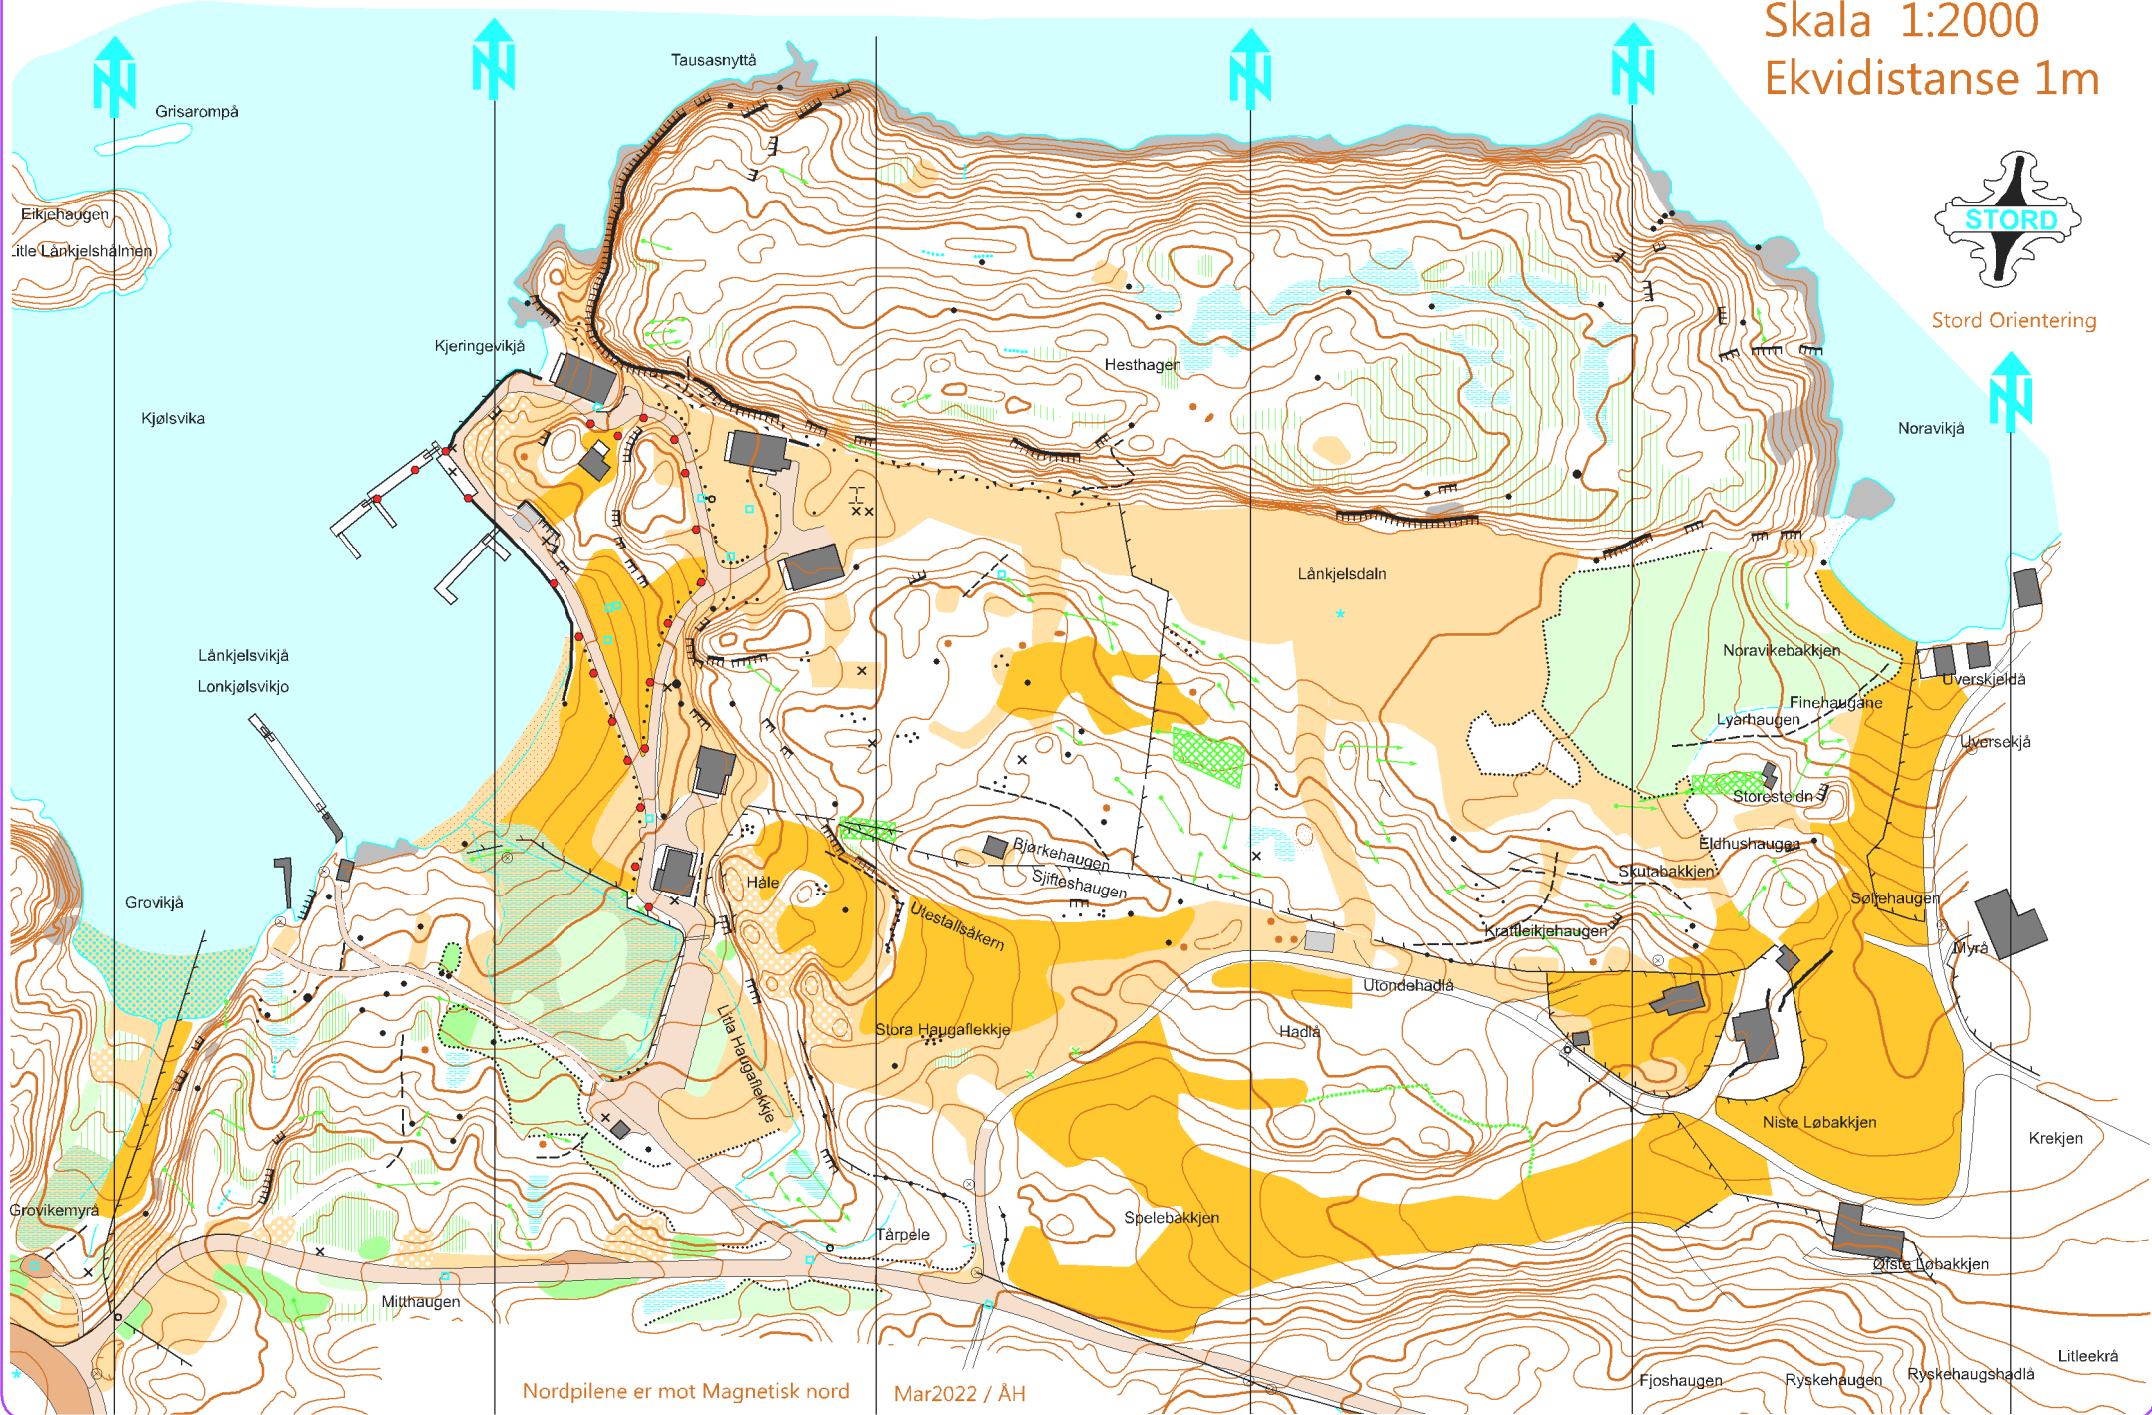 Skala 1:2000
Ekvidistanse 1m
Tausasnyttå
Grisarompå
Eikjehaugen
Litle Lånkjelshålmen
STORD
Stord Orientering
Kjeringevikjå
Hesthagen
Kjølsvika
Noravikjå
Lånkjelsdaln
Lånkjelsvikjå
Lonkjølsvikjo
Noravikebakkjen
Uverskjeldå
Finehaugane
Lyarhaugen
Uversekjå
Storesteidn
Bjørkehaugen
Sjifteshaugen
Eldhushaugen
Skutabakkjen
Håle
Grovikjå
Utestallsåkern
Søljehaugen
Kraftleikjehaugen
Myrå
Utondehadlå
Litla Haugaflekkje
Stora Haugaflekkje
Hadlå
Niste Løbakkjen
Krekjen
Grovikemyrå
Spelebakkjen
Tårpele
Øfste Løbakkjen
Mitthaugen
Litleekrå
Fjoshaugen
Ryskehaugen
Ryskehaugshadlå
Nordpilene er mot Magnetisk nord
Mar2022 / ÅH